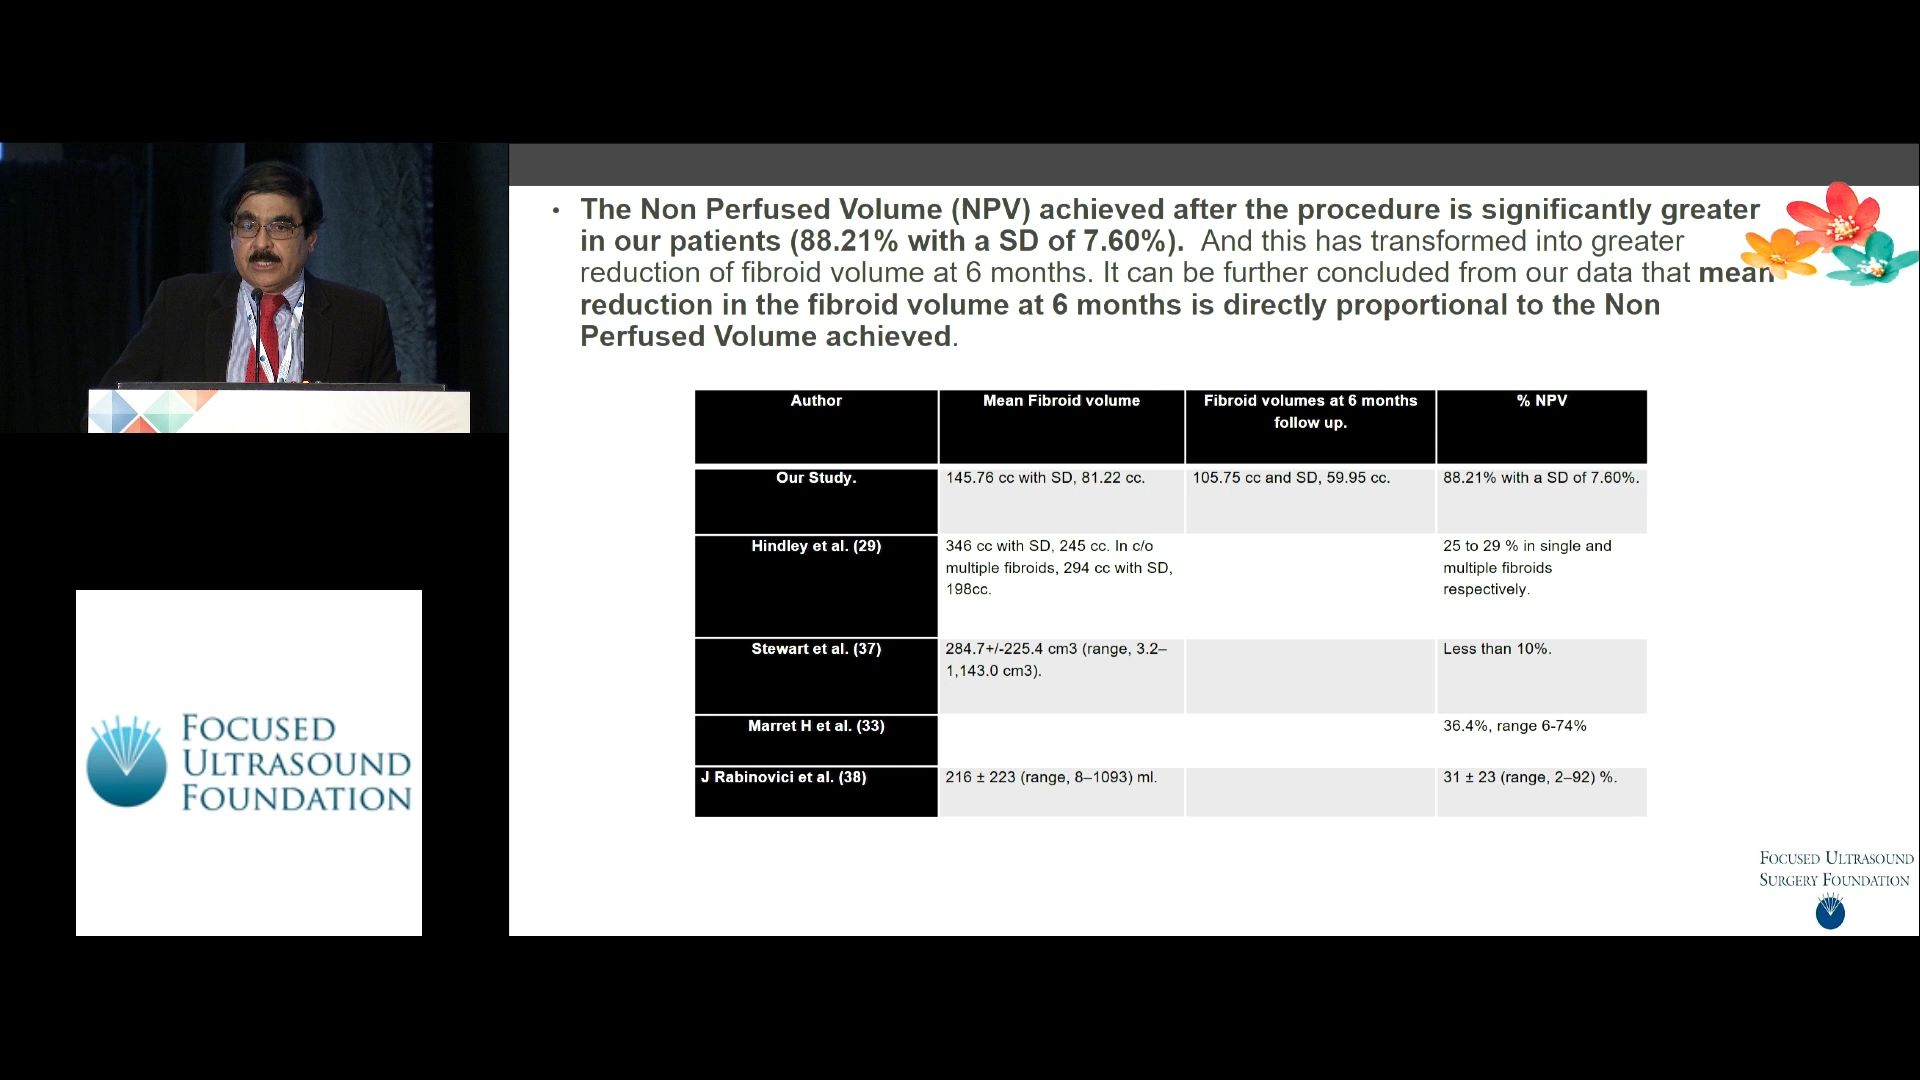 • The Non Perfused Volume (NPV) achieved after the procedure is significantly greater
in our patients (88.21% with a SD of 7.60%). And this has transformed into greater
reduction of fibroid volume at 6 months. It can be further concluded from our data that mean
reduction in the fibroid volume at 6 months is directly proportional to the Non
Perfused Volume achieved.
Author
Mean Fibroid volume
Fibroid volumes at 6 months
follow up.
% NPV
Our Study.
145.76 cc with SD, 81.22 cc.
105.75 cc and SD, 59.95 cc.
88.21% with a SD of 7.60%.
Hindley et al. (29)
346 cc with SD, 245 cc. In c/o
multiple fibroids, 294 cc with SD,
198cc.
25 to 29 % in single and
multiple fibroids
respectively.
Stewart et al. (37)
284.7+/-225.4 cm3 (range, 3.2–
1,143.0 cm3).
Less than 10%.
Marret H et al. (33)
36.4%, range 6-74%
J Rabinovici et al. (38)
216 ± 223 (range, 8–1093) ml.
31 ± 23 (range, 2–92) %.
FOCUSED
ULTRASOUND
FOUNDATION
FOCUSED ULTRASOUND
SURGERY FOUNDATION